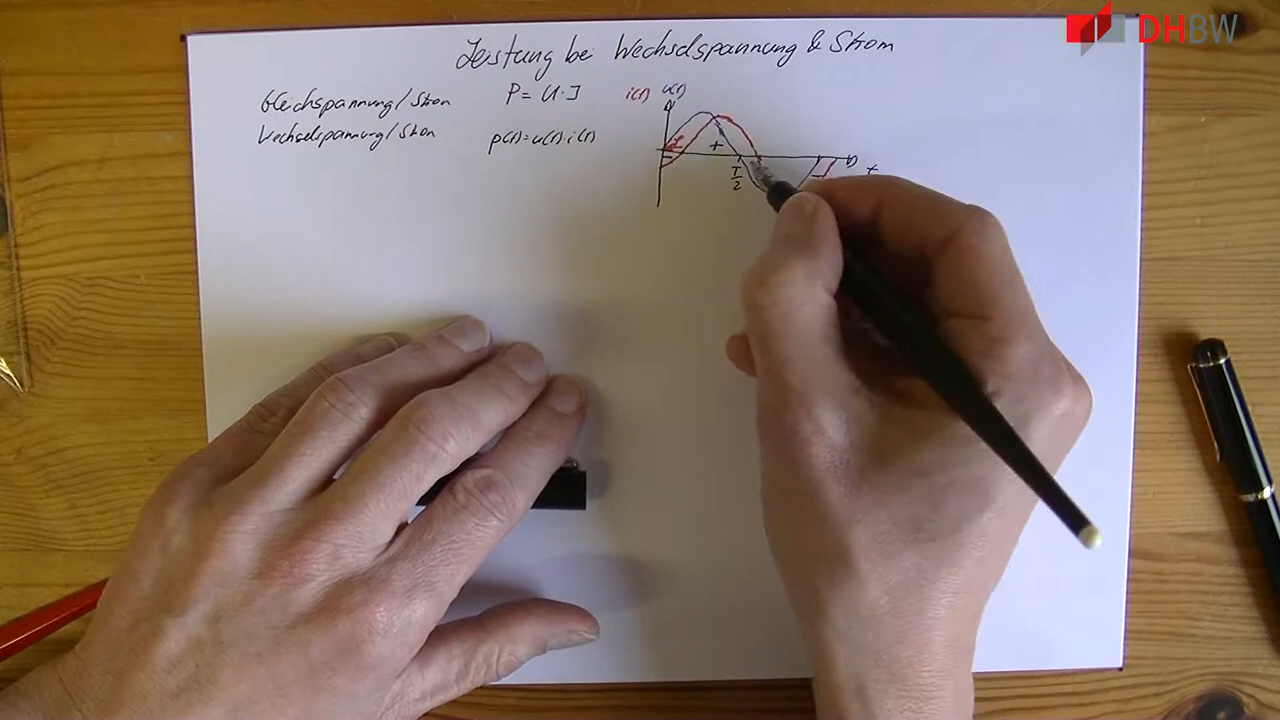 DHBW
Leistung bei Wechselspannung & Strom
Gleichspannung/Strom P = U · I
Wechselspannung/Strom p(t) = u(t) · i(t)
i(t) u(t)
+
T/2
t